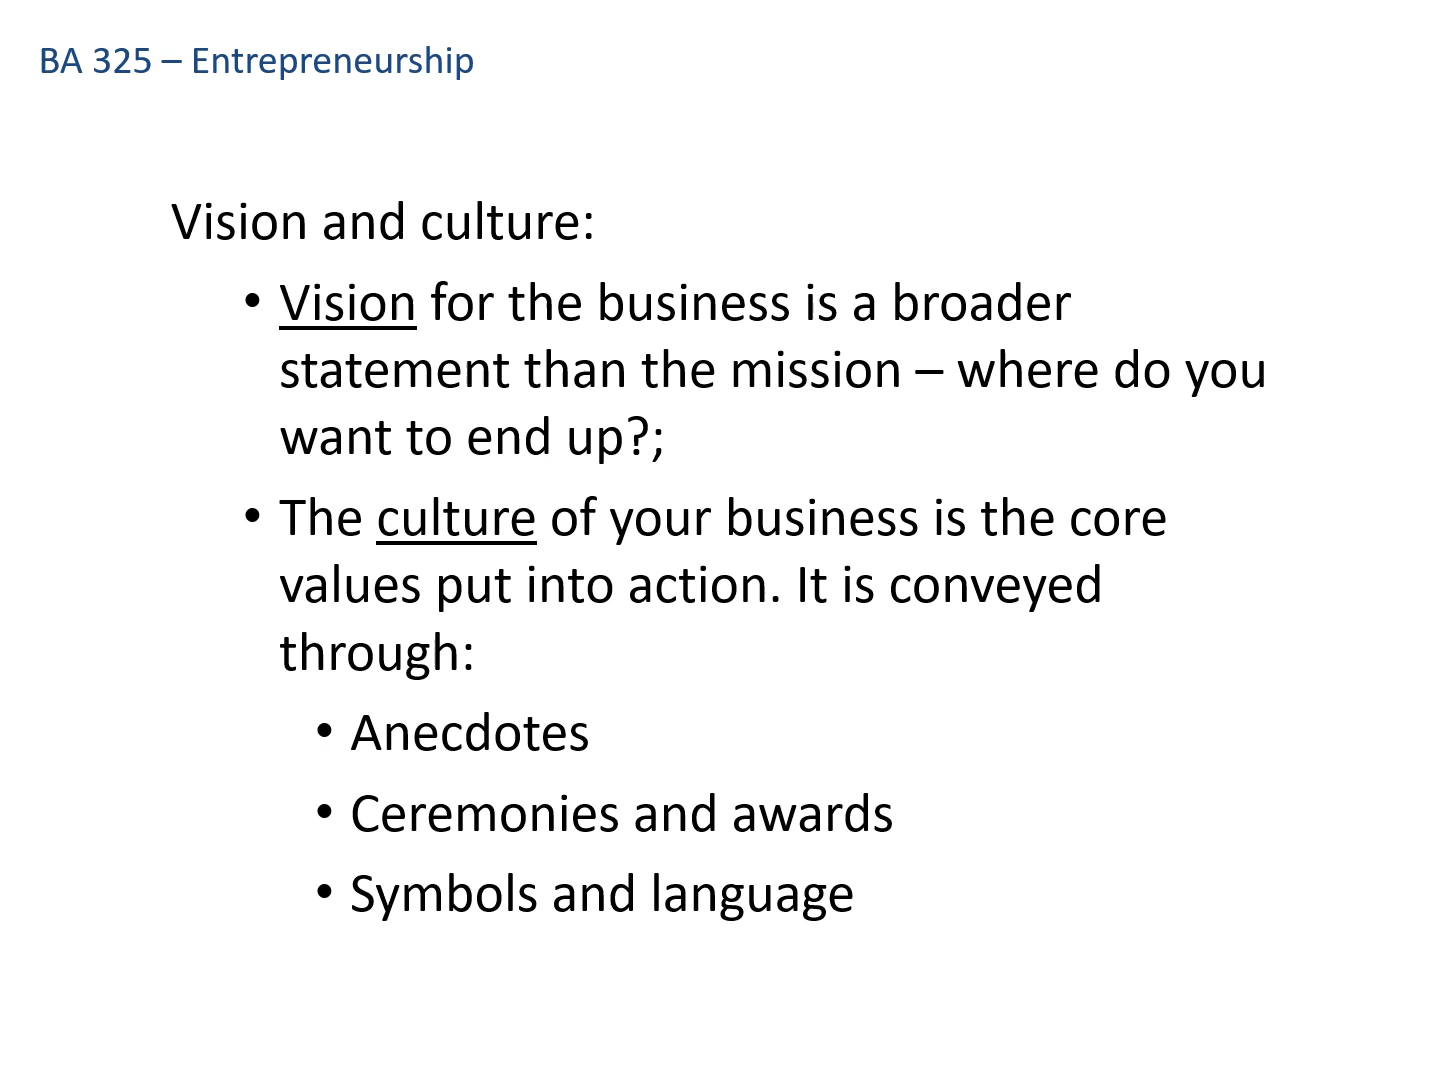 BA 325 – Entrepreneurship
Vision and culture:
• Vision for the business is a broader
statement than the mission – where do you
want to end up?;
• The culture of your business is the core
values put into action. It is conveyed
through:
• Anecdotes
• Ceremonies and awards
• Symbols and language